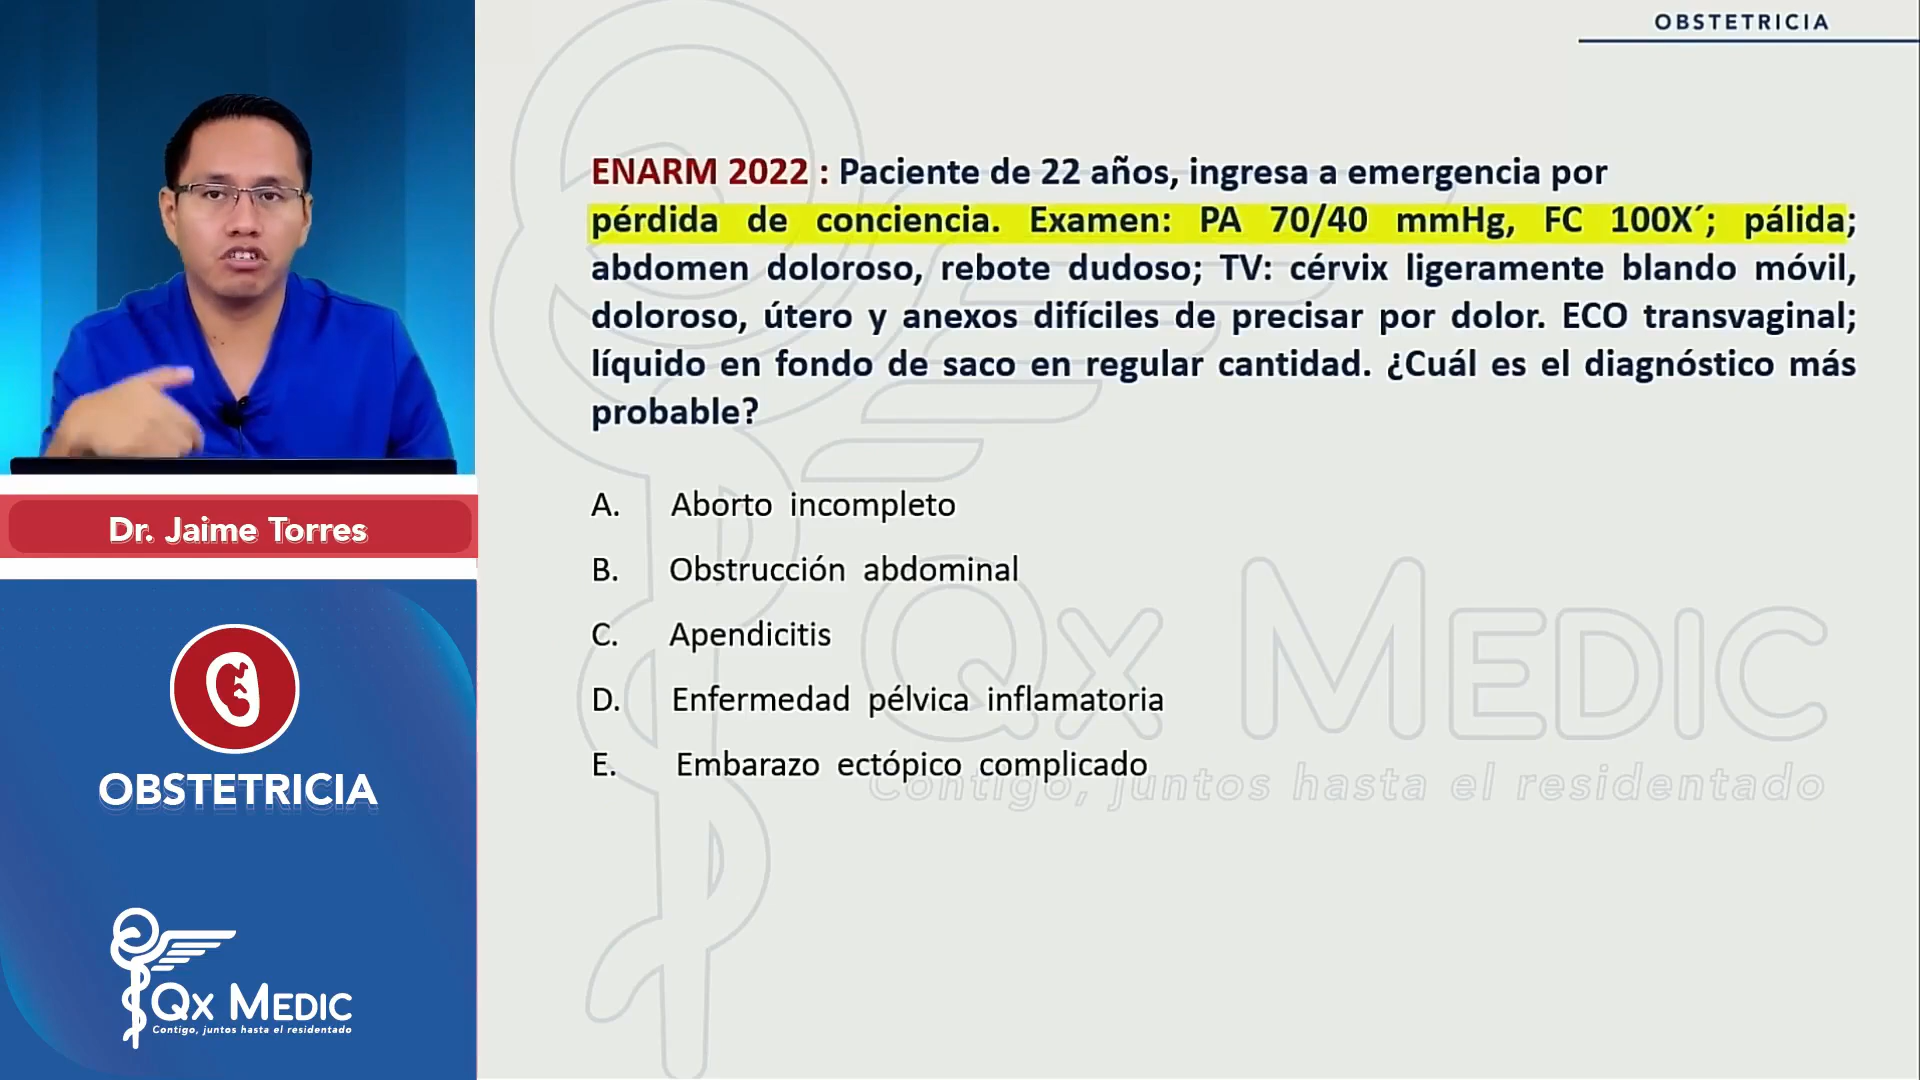 OBSTETRICIA
ENARM 2022 : Paciente de 22 años, ingresa a emergencia por
pérdida de conciencia. Examen: PA 70/40 mmHg, FC 100X´; pálida;
abdomen doloroso, rebote dudoso; TV: cérvix ligeramente blando móvil,
doloroso, útero y anexos difíciles de precisar por dolor. ECO transvaginal;
líquido en fondo de saco en regular cantidad. ¿Cuál es el diagnóstico más
probable?
A. Aborto incompleto
B. Obstrucción abdominal
C. Apendicitis
D. Enfermedad pélvica inflamatoria
E. Embarazo ectópico complicado
QX MEDIC
Contigo, juntos hasta el residentado
Dr. Jaime Torres
OBSTETRICIA
QX MEDIC
Contigo, juntos hasta el residentado